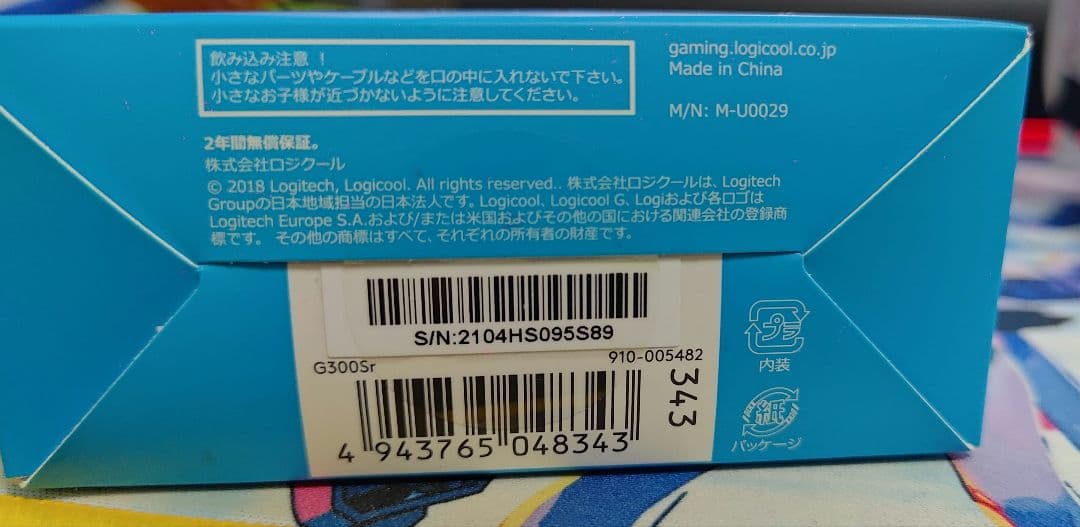 飲み込み注意 !
小さなパーツやケーブルなどを口の中に入れないで下さい。
小さなお子様が近づかないように注意してください。
gaming.logicool.co.jp
Made in China
M/N: M-U0029
2年間無償保証。
株式会社ロジクール
© 2018 Logitech, Logicool. All rights reserved.. 株式会社ロジクールは、Logitech
Groupの日本地域担当の日本法人です。Logicool、Logicool G、Logiおよび各ロゴは
Logitech Europe S.A.および/または米国およびその他の国における関連会社の登録商
標です。 その他の商標はすべて、それぞれの所有者の財産です。
S/N:2104HS095S89
G300Sr
910-005482
343
4 943765 048343
プラ
内装
紙
パッケージ